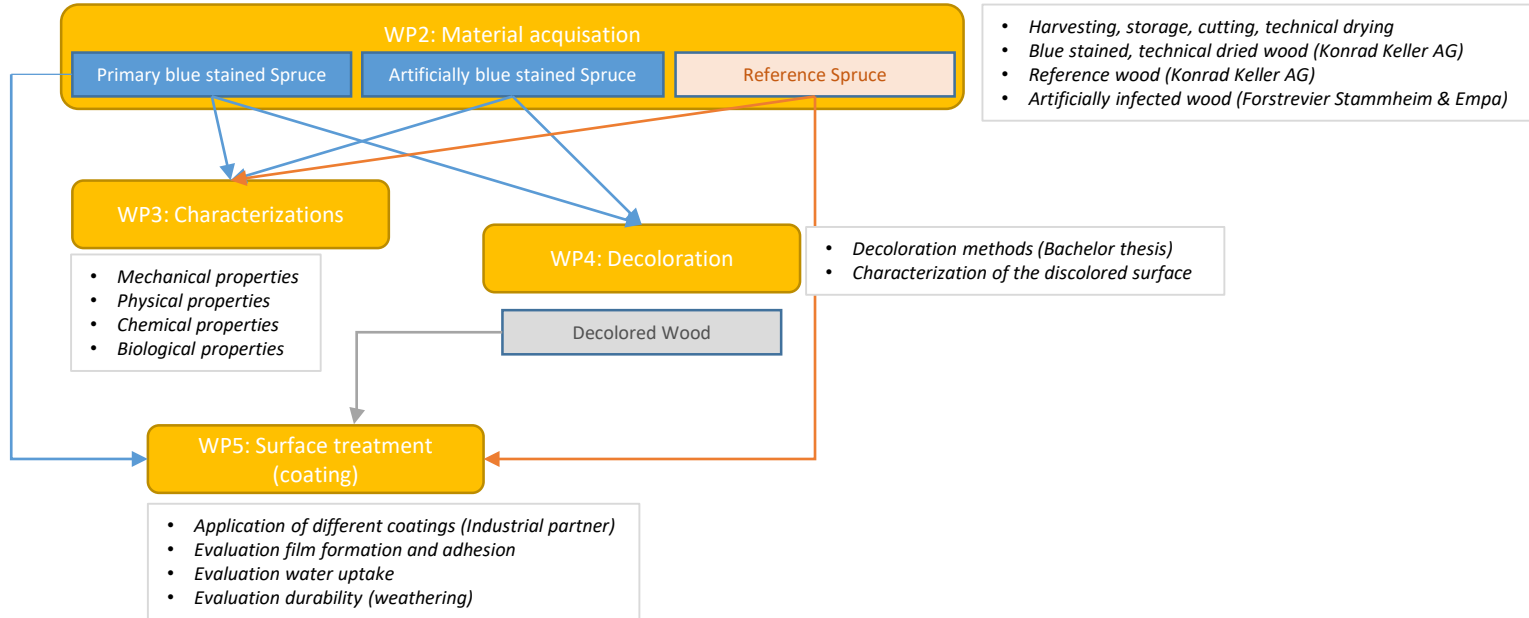 WP2: Material acquisation
Primary blue stained Spruce
Artificially blue stained Spruce
Reference Spruce
• Harvesting, storage, cutting, technical drying
• Blue stained, technical dried wood (Konrad Keller AG)
• Reference wood (Konrad Keller AG)
• Artificially infected wood (Forstrevier Stammheim & Empa)
WP3: Characterizations
• Mechanical properties
• Physical properties
• Chemical properties
• Biological properties
WP4: Decoloration
• Decoloration methods (Bachelor thesis)
• Characterization of the discolored surface
Decolored Wood
WP5: Surface treatment
(coating)
• Application of different coatings (Industrial partner)
• Evaluation film formation and adhesion
• Evaluation water uptake
• Evaluation durability (weathering)